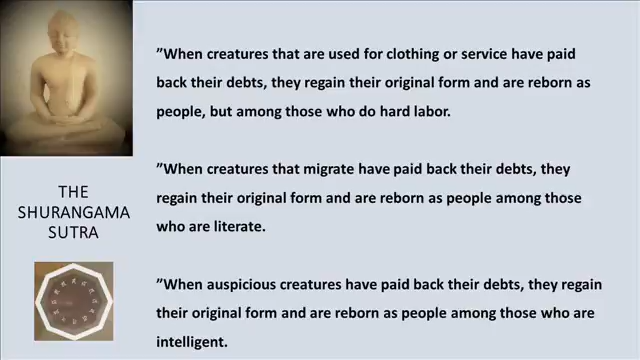 ”When creatures that are used for clothing or service have paid
back their debts, they regain their original form and are reborn as
people, but among those who do hard labor.
”When creatures that migrate have paid back their debts, they
regain their original form and are reborn as people among those
who are literate.
”When auspicious creatures have paid back their debts, they regain
their original form and are reborn as people among those who are
intelligent.
THE
SHURANGAMA
SUTRA